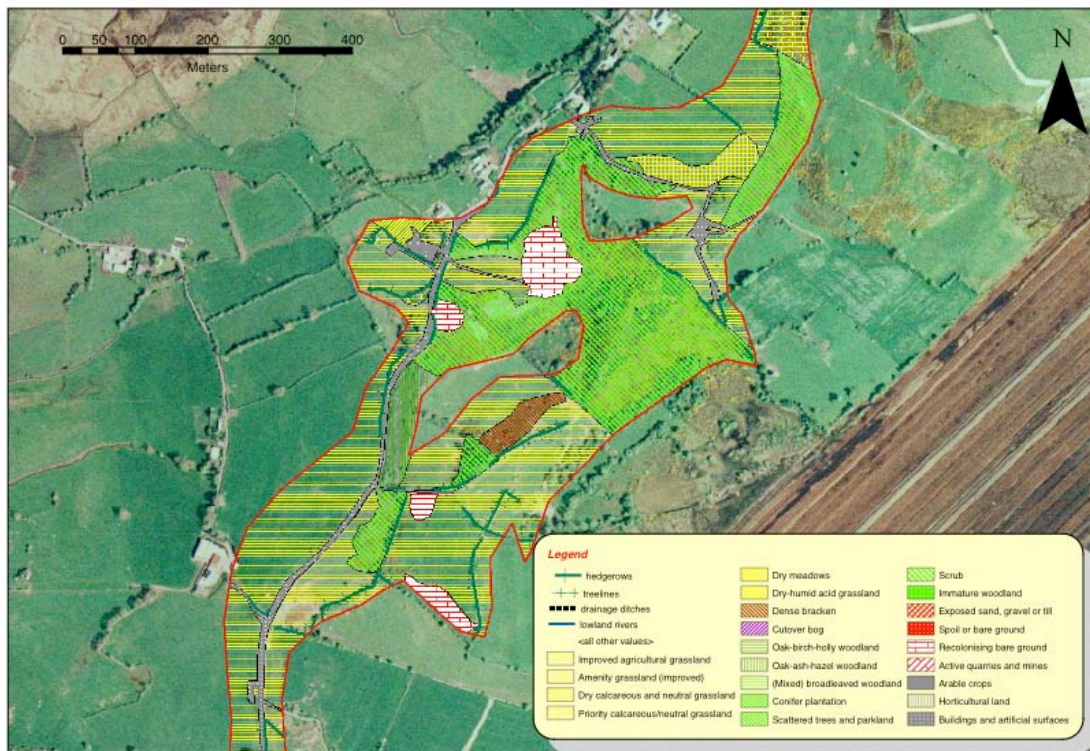 0 50 100 200 300 400
Meters
N
Legend
hedgerows
treelines
drainage ditches
lowland rivers
<all other values>
Improved agricultural grassland
Amenity grassland (improved)
Dry calcareous and neutral grassland
Priority calcareous/neutral grassland
Dry meadows
Dry-humid acid grassland
Dense bracken
Cutover bog
Oak-birch-holly woodland
Oak-ash-hazel woodland
(Mixed) broadleaved woodland
Conifer plantation
Scattered trees and parkland
Scrub
Immature woodland
Exposed sand, gravel or till
Spoil or bare ground
Recolonising bare ground
Active quarries and mines
Arable crops
Horticultural land
Buildings and artificial surfaces